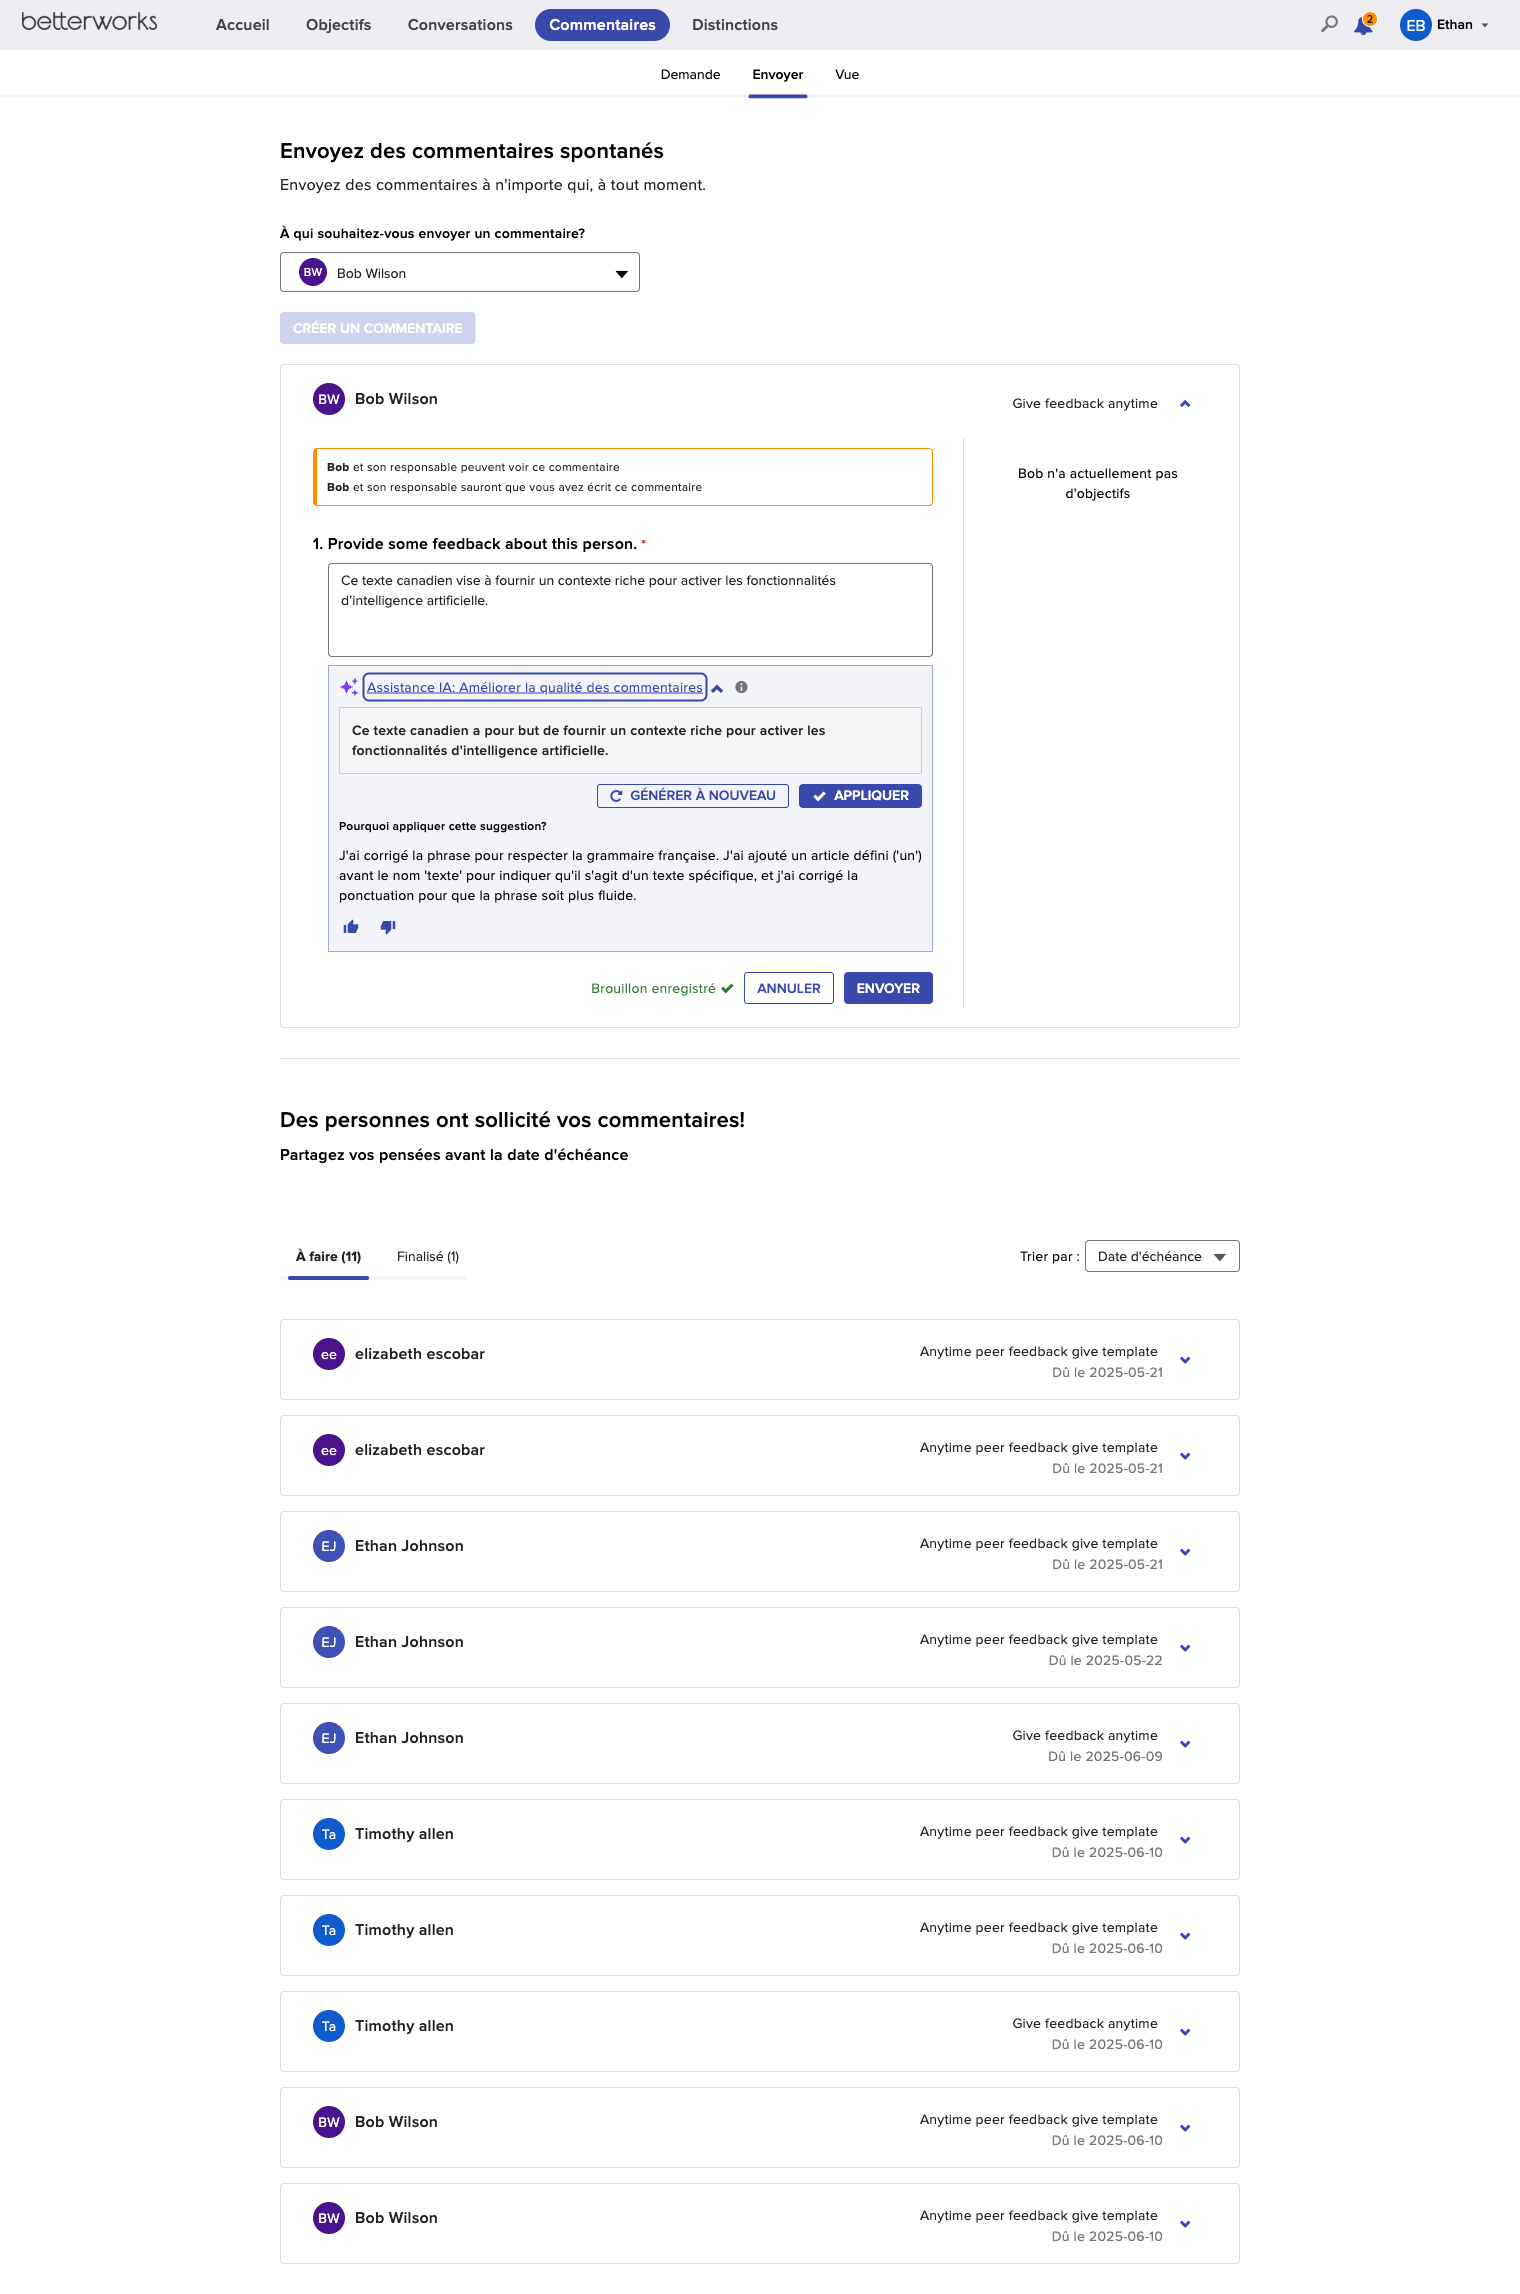 betterworks
Accueil
Objectifs
Conversations
Commentaires
Distinctions
2
EB
Ethan
Demande
Envoyer
Vue
Envoyez des commentaires spontanés
Envoyez des commentaires à n'importe qui, à tout moment.
À qui souhaitez-vous envoyer un commentaire?
BW
Bob Wilson
CRÉER UN COMMENTAIRE
BW
Bob Wilson
Give feedback anytime
Bob et son responsable peuvent voir ce commentaire
Bob et son responsable sauront que vous avez écrit ce commentaire
Bob n'a actuellement pas
d'objectifs
1. Provide some feedback about this person. *
Ce texte canadien vise à fournir un contexte riche pour activer les fonctionnalités
d'intelligence artificielle.
Assistance IA: Améliorer la qualité des commentaires
Ce texte canadien a pour but de fournir un contexte riche pour activer les
fonctionnalités d'intelligence artificielle.
GÉNÉRER À NOUVEAU
APPLIQUER
Pourquoi appliquer cette suggestion?
J'ai corrigé la phrase pour respecter la grammaire française. J'ai ajouté un article défini ('un')
avant le nom 'texte' pour indiquer qu'il s'agit d'un texte spécifique, et j'ai corrigé la
ponctuation pour que la phrase soit plus fluide.
Brouillon enregistré
ANNULER
ENVOYER
Des personnes ont sollicité vos commentaires!
Partagez vos pensées avant la date d'échéance
À faire (11)
Finalisé (1)
Trier par :
Date d'échéance
ee
elizabeth escobar
Anytime peer feedback give template
Dû le 2025-05-21
ee
elizabeth escobar
Anytime peer feedback give template
Dû le 2025-05-21
EJ
Ethan Johnson
Anytime peer feedback give template
Dû le 2025-05-21
EJ
Ethan Johnson
Anytime peer feedback give template
Dû le 2025-05-22
EJ
Ethan Johnson
Give feedback anytime
Dû le 2025-06-09
Ta
Timothy allen
Anytime peer feedback give template
Dû le 2025-06-10
Ta
Timothy allen
Anytime peer feedback give template
Dû le 2025-06-10
Ta
Timothy allen
Give feedback anytime
Dû le 2025-06-10
BW
Bob Wilson
Anytime peer feedback give template
Dû le 2025-06-10
BW
Bob Wilson
Anytime peer feedback give template
Dû le 2025-06-10